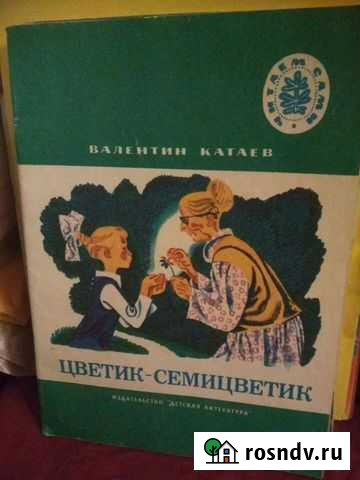 ЧИТАЕМ САМИ
ВАЛЕНТИН КАТАЕВ
ЦВЕТИК-СЕМИЦВЕТИК
ИЗДАТЕЛЬСТВО "ДЕТСКАЯ ЛИТЕРАТУРА"
rosndv.ru